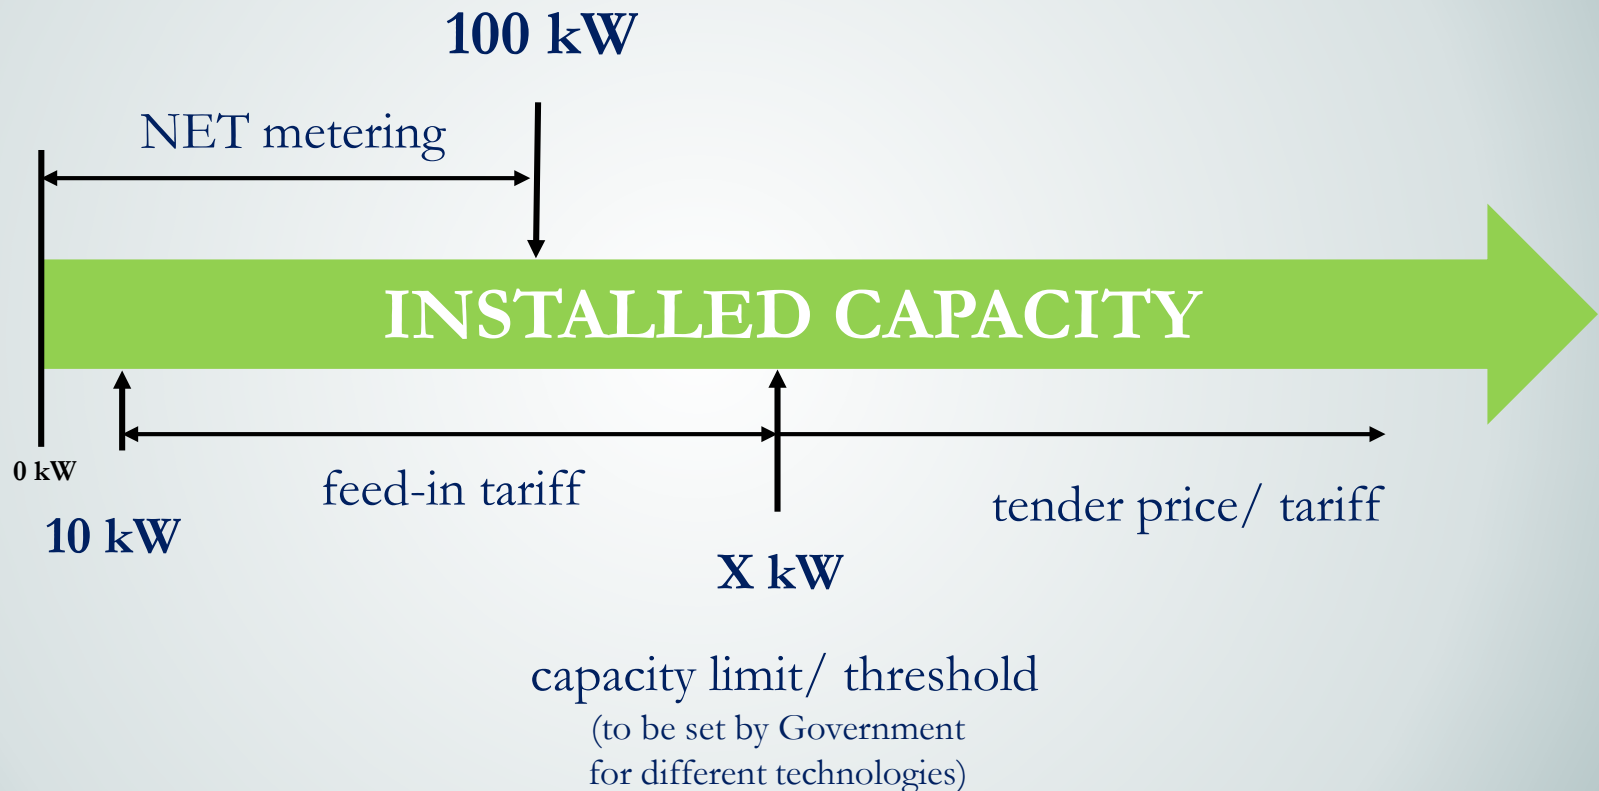 100 kW
NET metering
INSTALLED CAPACITY
0 kW
feed-in tariff
tender price/ tariff
10 kW
X kW
capacity limit/ threshold
(to be set by Government
for different technologies)